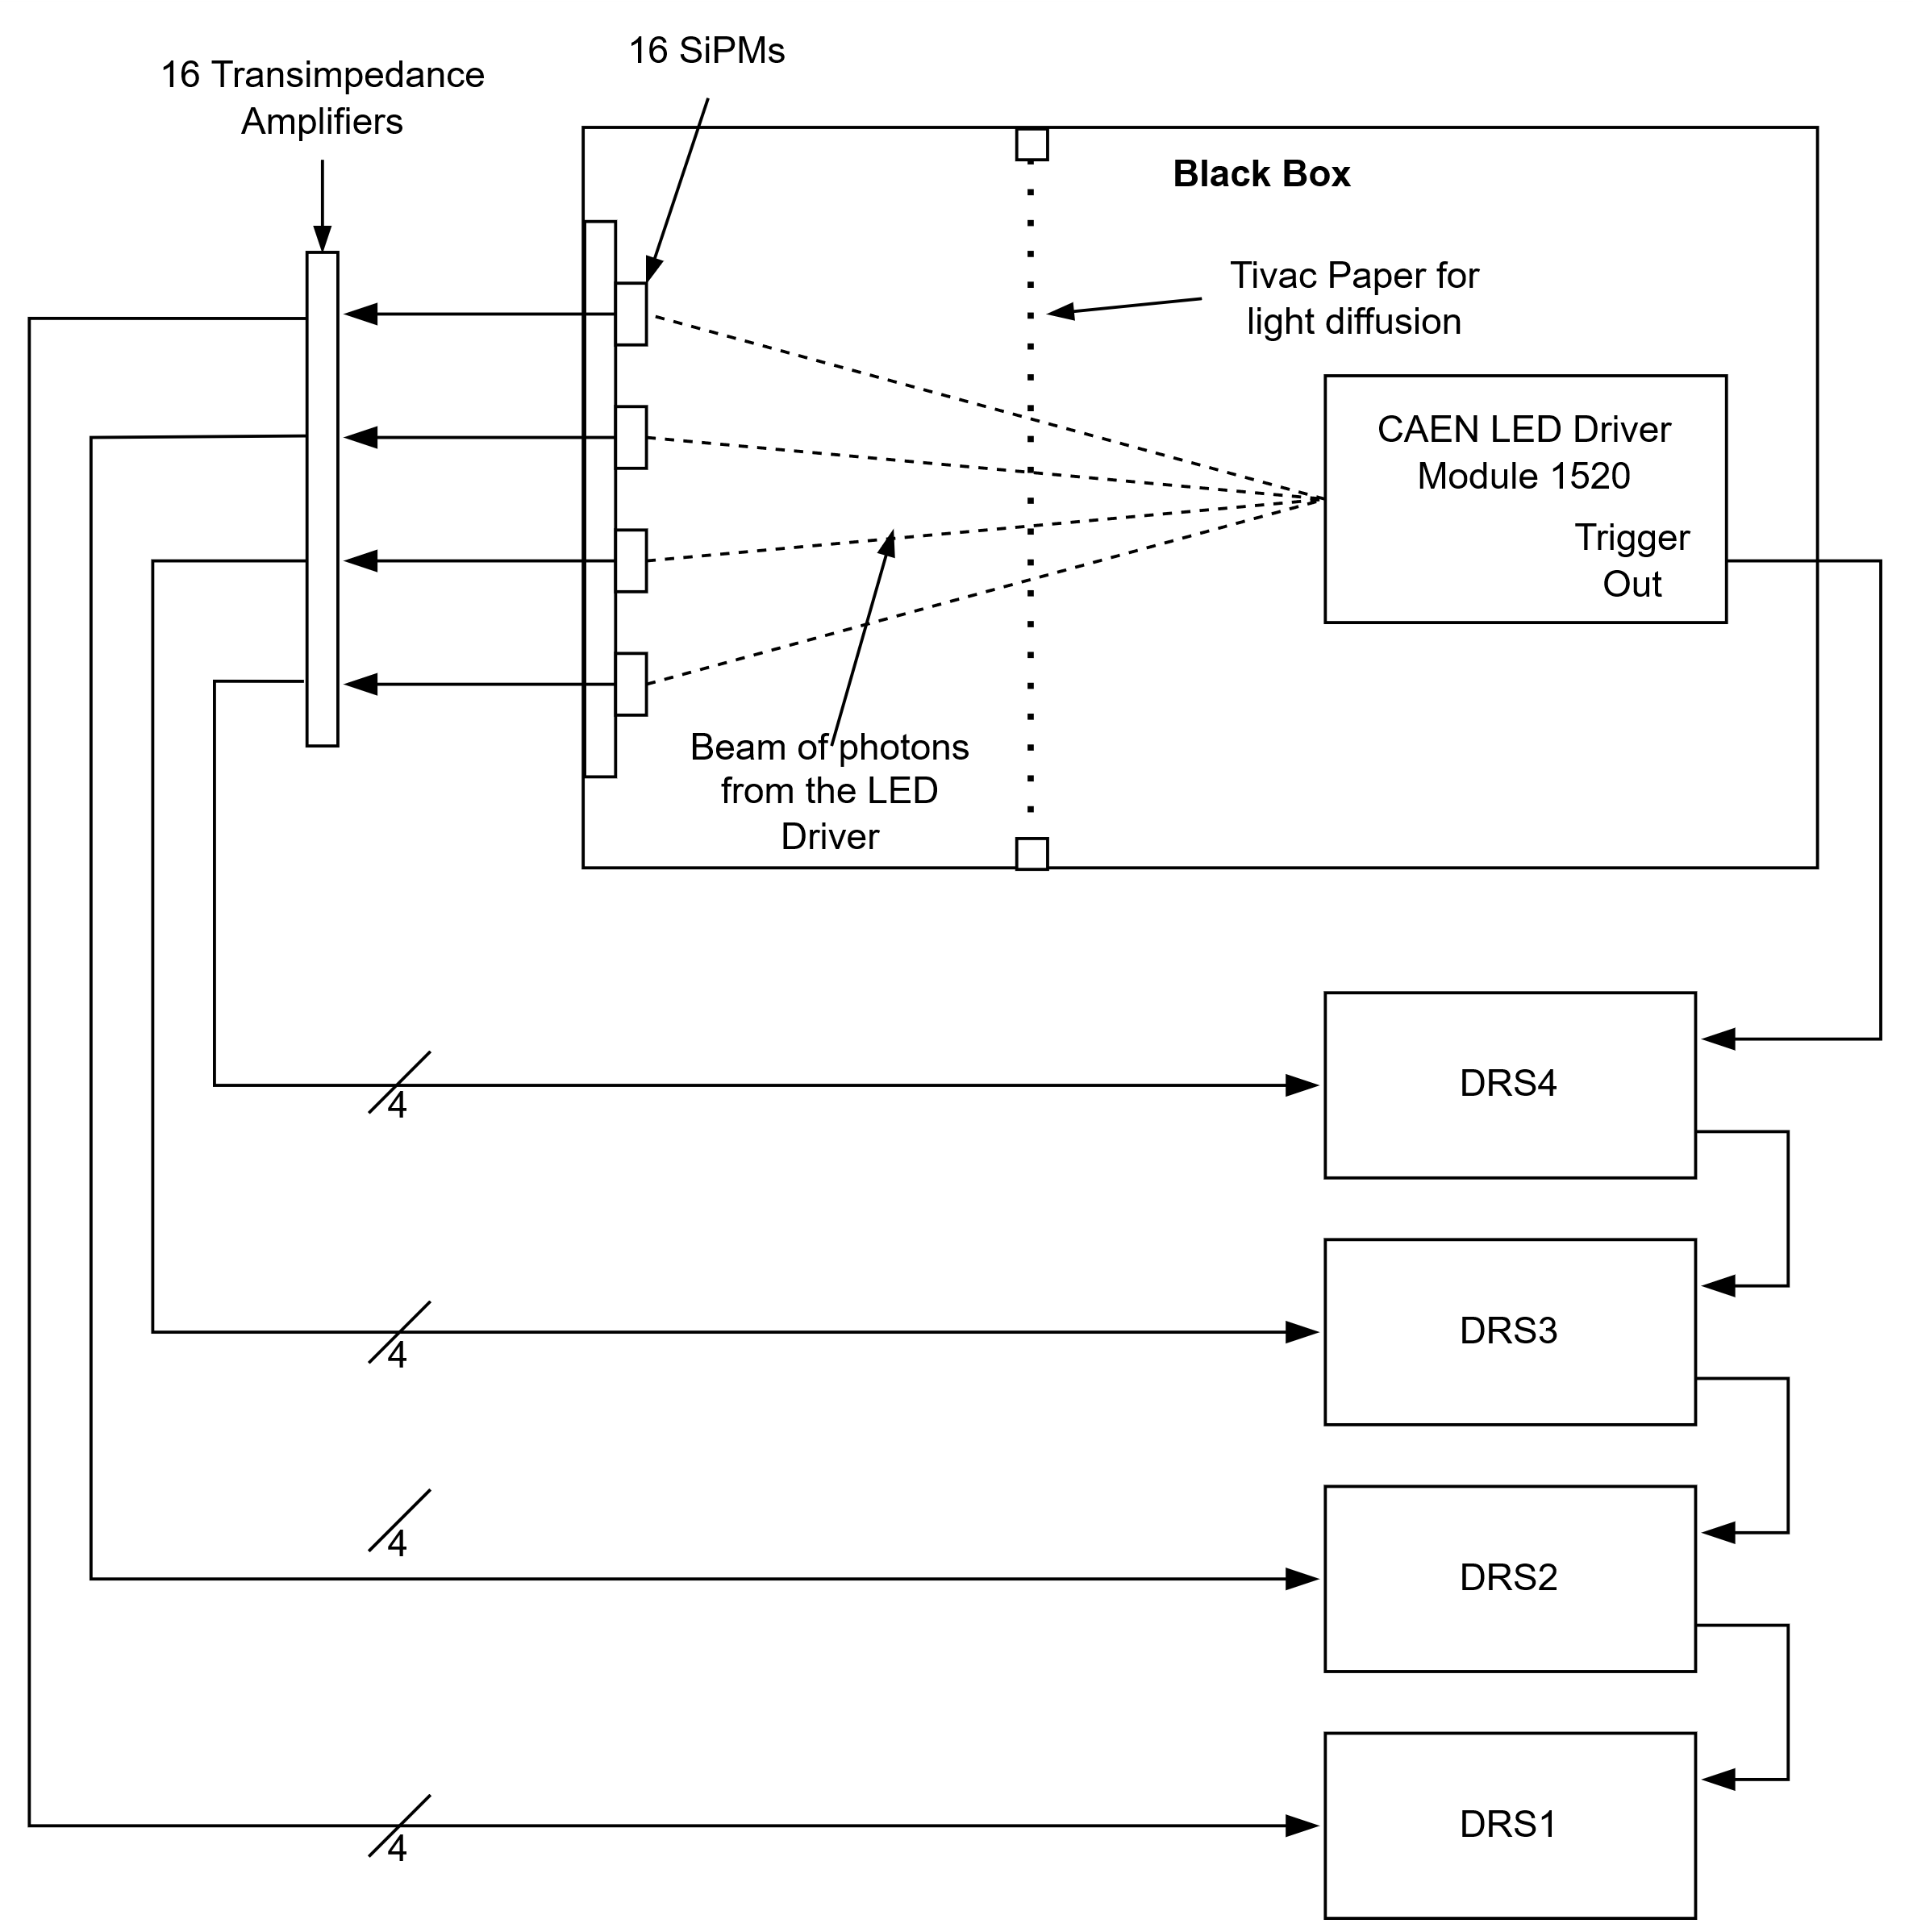 16 SiPMs
16 Transimpedance
Amplifiers
Black Box
Tivac Paper for
light diffusion
CAEN LED Driver
Module 1520
Trigger
Out
Beam of photons
from the LED
Driver
4
DRS4
4
DRS3
4
DRS2
4
DRS1